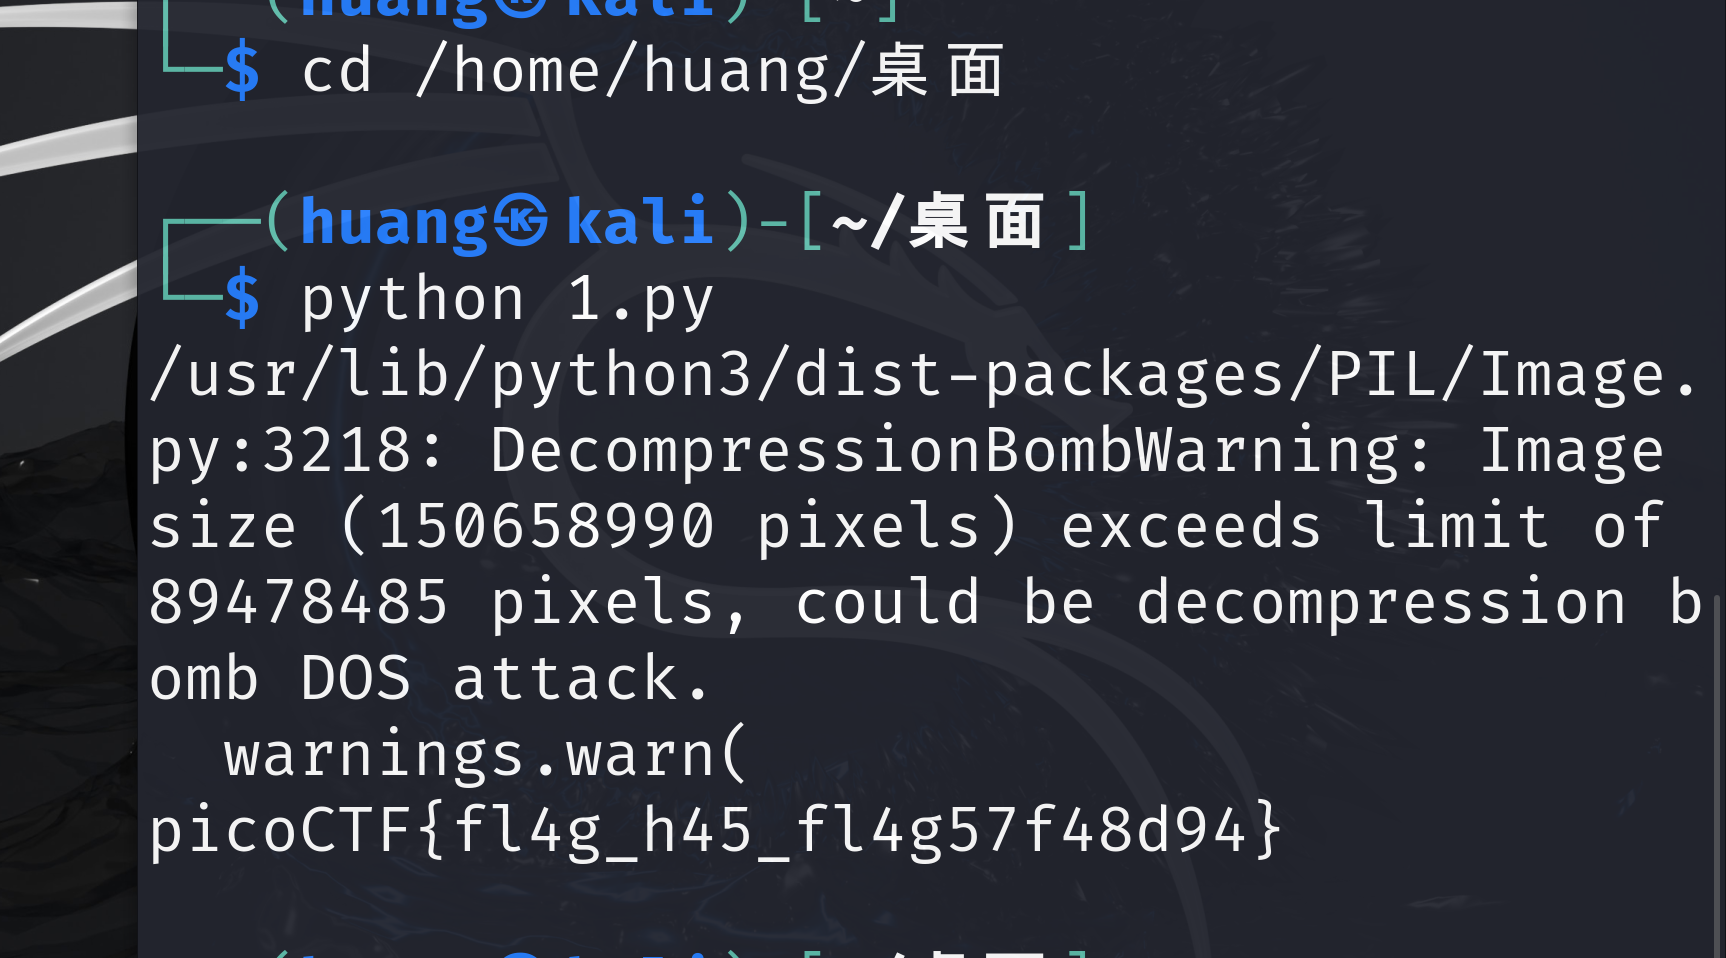 (huang㉿kali)-[~]
└─$ cd /home/huang/桌面
┌──(huang㉿kali)-[~/桌面]
└─$ python 1.py
/usr/lib/python3/dist-packages/PIL/Image.
py:3218: DecompressionBombWarning: Image
size (150658990 pixels) exceeds limit of
89478485 pixels, could be decompression b
omb DOS attack.
  warnings.warn(
picoCTF{fl4g_h45_fl4g57f48d94}